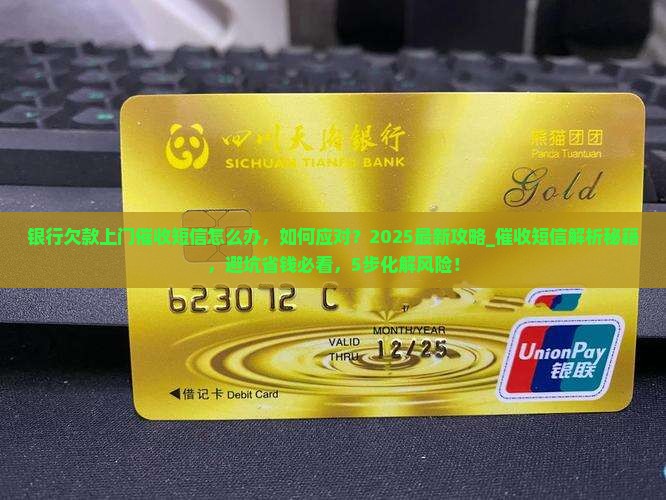 四川天府银行
SICHUAN TIANFU BANK
熊猫团团
Panda Tuantuan
Gold
银行欠款上门催收短信怎么办，如何应对？2025最新攻略_催收短信解析秘籍
，避坑省钱必看，5步化解风险！
623072 C
MONTH/YEAR
VALID
THRU 12/25
UnionPay
银联
借记卡 Debit Card